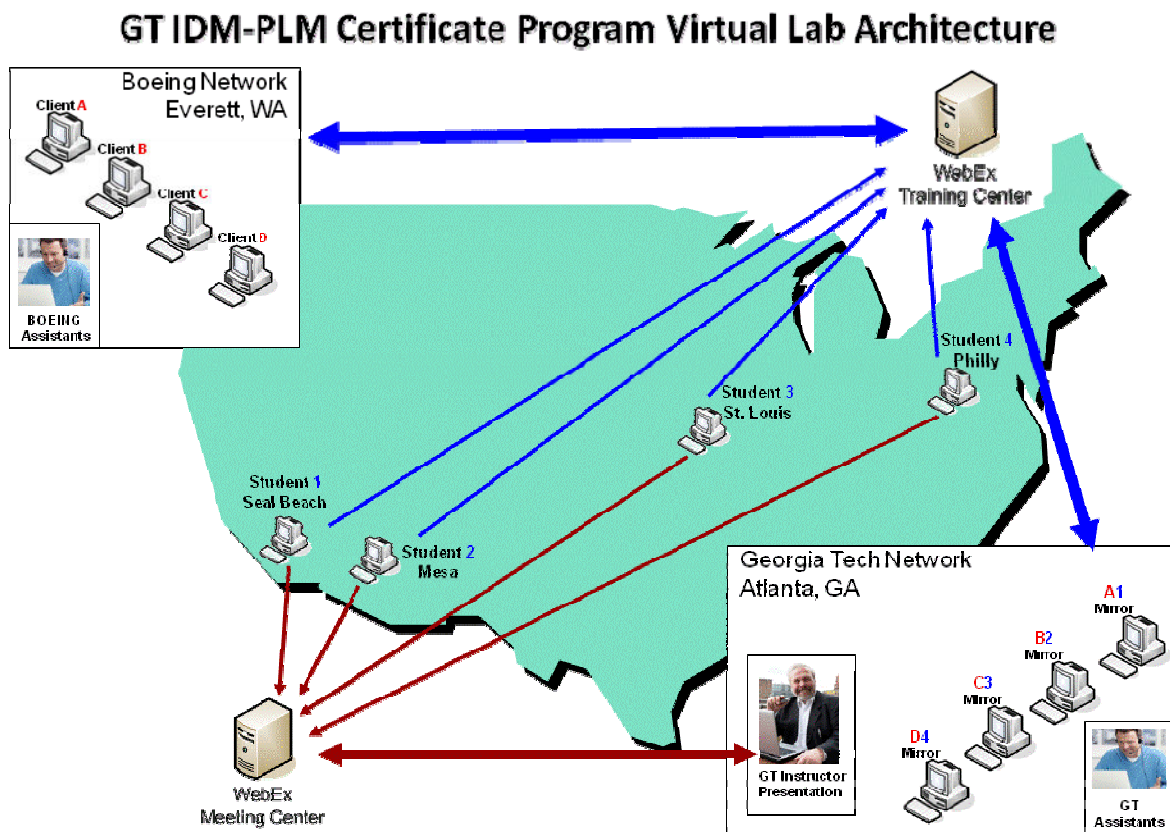 GT IDM-PLM Certificate Program Virtual Lab Architecture
Boeing Network
Everett, WA
Client A
Client B
Client C
Client D
BOEING
Assistants
WebEx
Training Center
Student 4
Philly
Student 3
St. Louis
Student 1
Seal Beach
Student 2
Mesa
Georgia Tech Network
Atlanta, GA
A1
Mirror
B2
Mirror
C3
Mirror
D4
Mirror
GT Instructor
Presentation
GT
Assistants
WebEx
Meeting Center